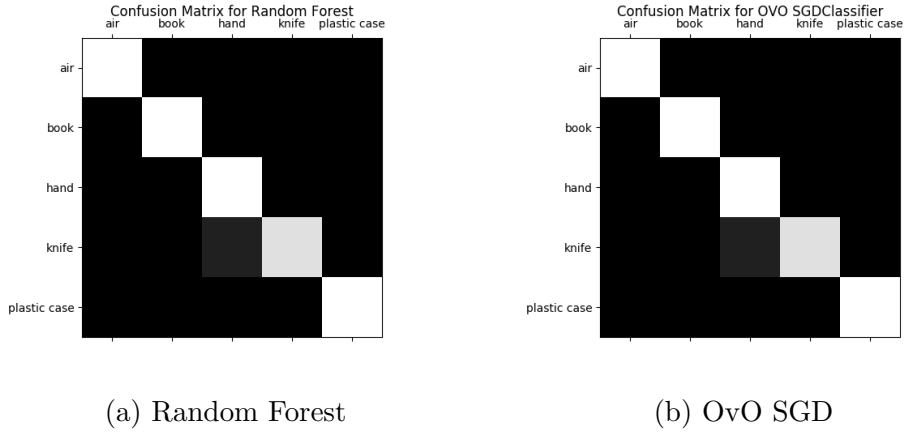 Confusion Matrix for Random Forest
air book hand knife plastic case
air
book
hand
knife
plastic case
(a) Random Forest
Confusion Matrix for OVO SGDClassifier
air book hand knife plastic case
air
book
hand
knife
plastic case
(b) OvO SGD